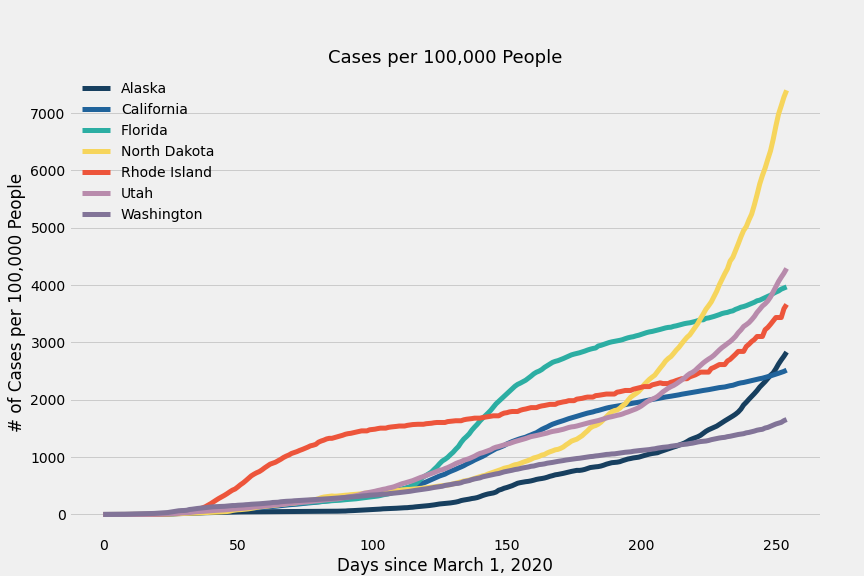 Cases per 100,000 People
Alaska
California
Florida
North Dakota
Rhode Island
Utah
Washington
# of Cases per 100,000 People
7000
6000
5000
4000
3000
2000
1000
0
0 50 100 150 200 250
Days since March 1, 2020